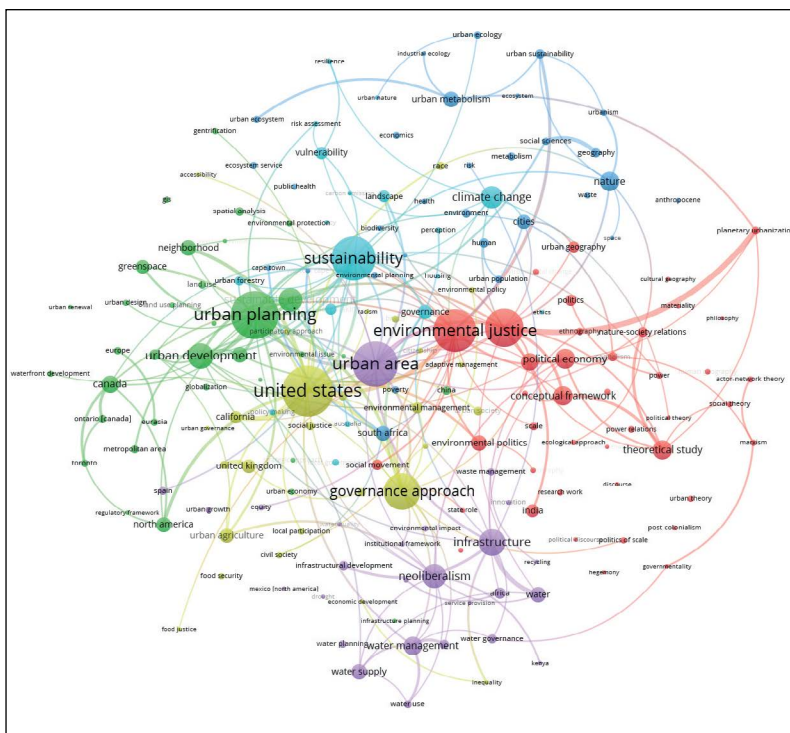 urban ecology
industrial ecology
urban sustainability
resilience
urban nature
urban metabolism
ecosystem
urban ecosystem
risk assessment
urbanism
gentrification
economics
social sciences
vulnerability
race
metabolism
risk
geography
accessibility
ecosystem service
nature
public health
landscape
health
climate change
waste
anthropocene
gis
spatial analysis
environment
environmental protection
biodiversity
perception
cities
planetary urbanization
neighborhood
human
urban geography
space
sustainability
greenspace
cape town
environmental planning
housing
urban population
cultural geography
urban forestry
land use
environmental policy
politics
materiality
urban renewal
urban design
land use planning
urban planning
racism
governance
ethics
philosophy
participatory approach
environmental justice
ethnography
nature-society relations
europe
urban development
environmental issue
urban area
adaptive management
political economy
power
actor-network theory
waterfront development
canada
globalization
united states
poverty
china
conceptual framework
social theory
ontario [canada]
eurasia
california
policy making
environmental management
political theory
urban governance
social justice
australia
south africa
scale
power relations
marxism
metropolitan area
environmental politics
ecological approach
theoretical study
toronto
united kingdom
social movement
waste management
spain
urban economy
governance approach
research work
discourse
urban theory
regulatory framework
urban growth
equity
innovation
north america
state role
india
post colonialism
local participation
environmental impact
urban agriculture
institutional framework
infrastructure
political discourse
politics of scale
civil society
infrastructural development
recycling
hegemony
governmentality
food security
neoliberalism
mexico [north america]
drought
africa
water
economic development
service provision
food justice
infrastructure planning
water planning
water management
water governance
water supply
kenya
inequality
water use